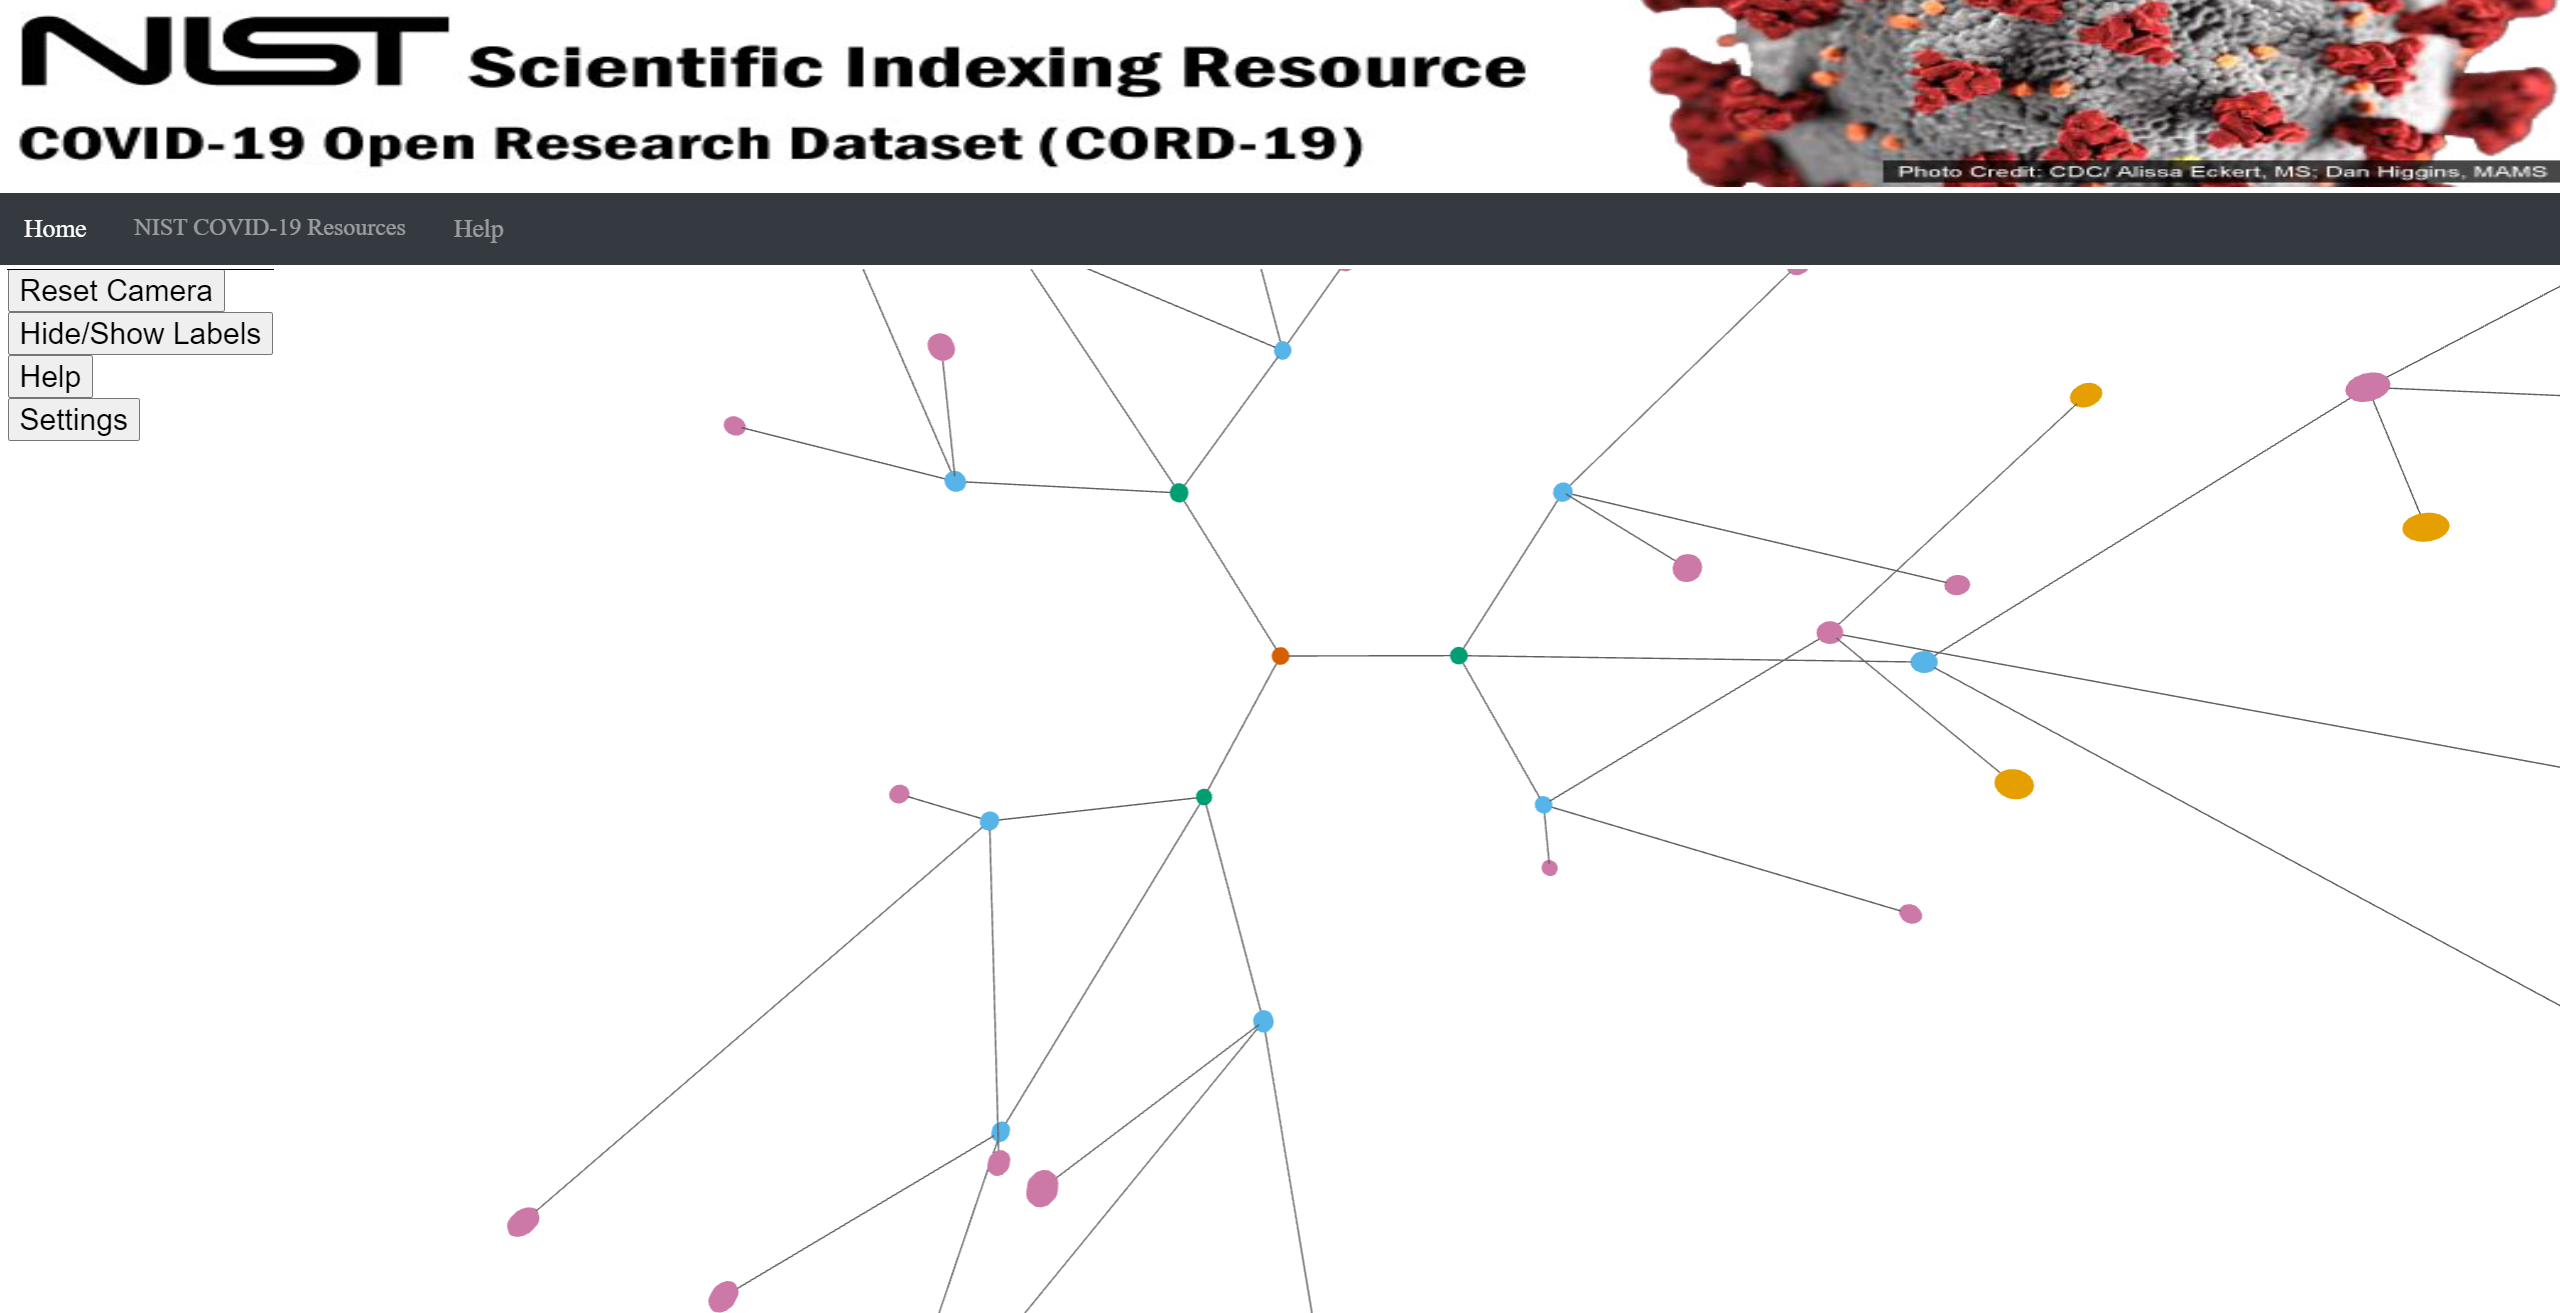 NIST Scientific Indexing Resource
COVID-19 Open Research Dataset (CORD-19)
Photo Credit: CDC/ Alissa Eckert, MS; Dan Higgins, MAMS
Home NIST COVID-19 Resources Help
Reset Camera
Hide/Show Labels
Help
Settings